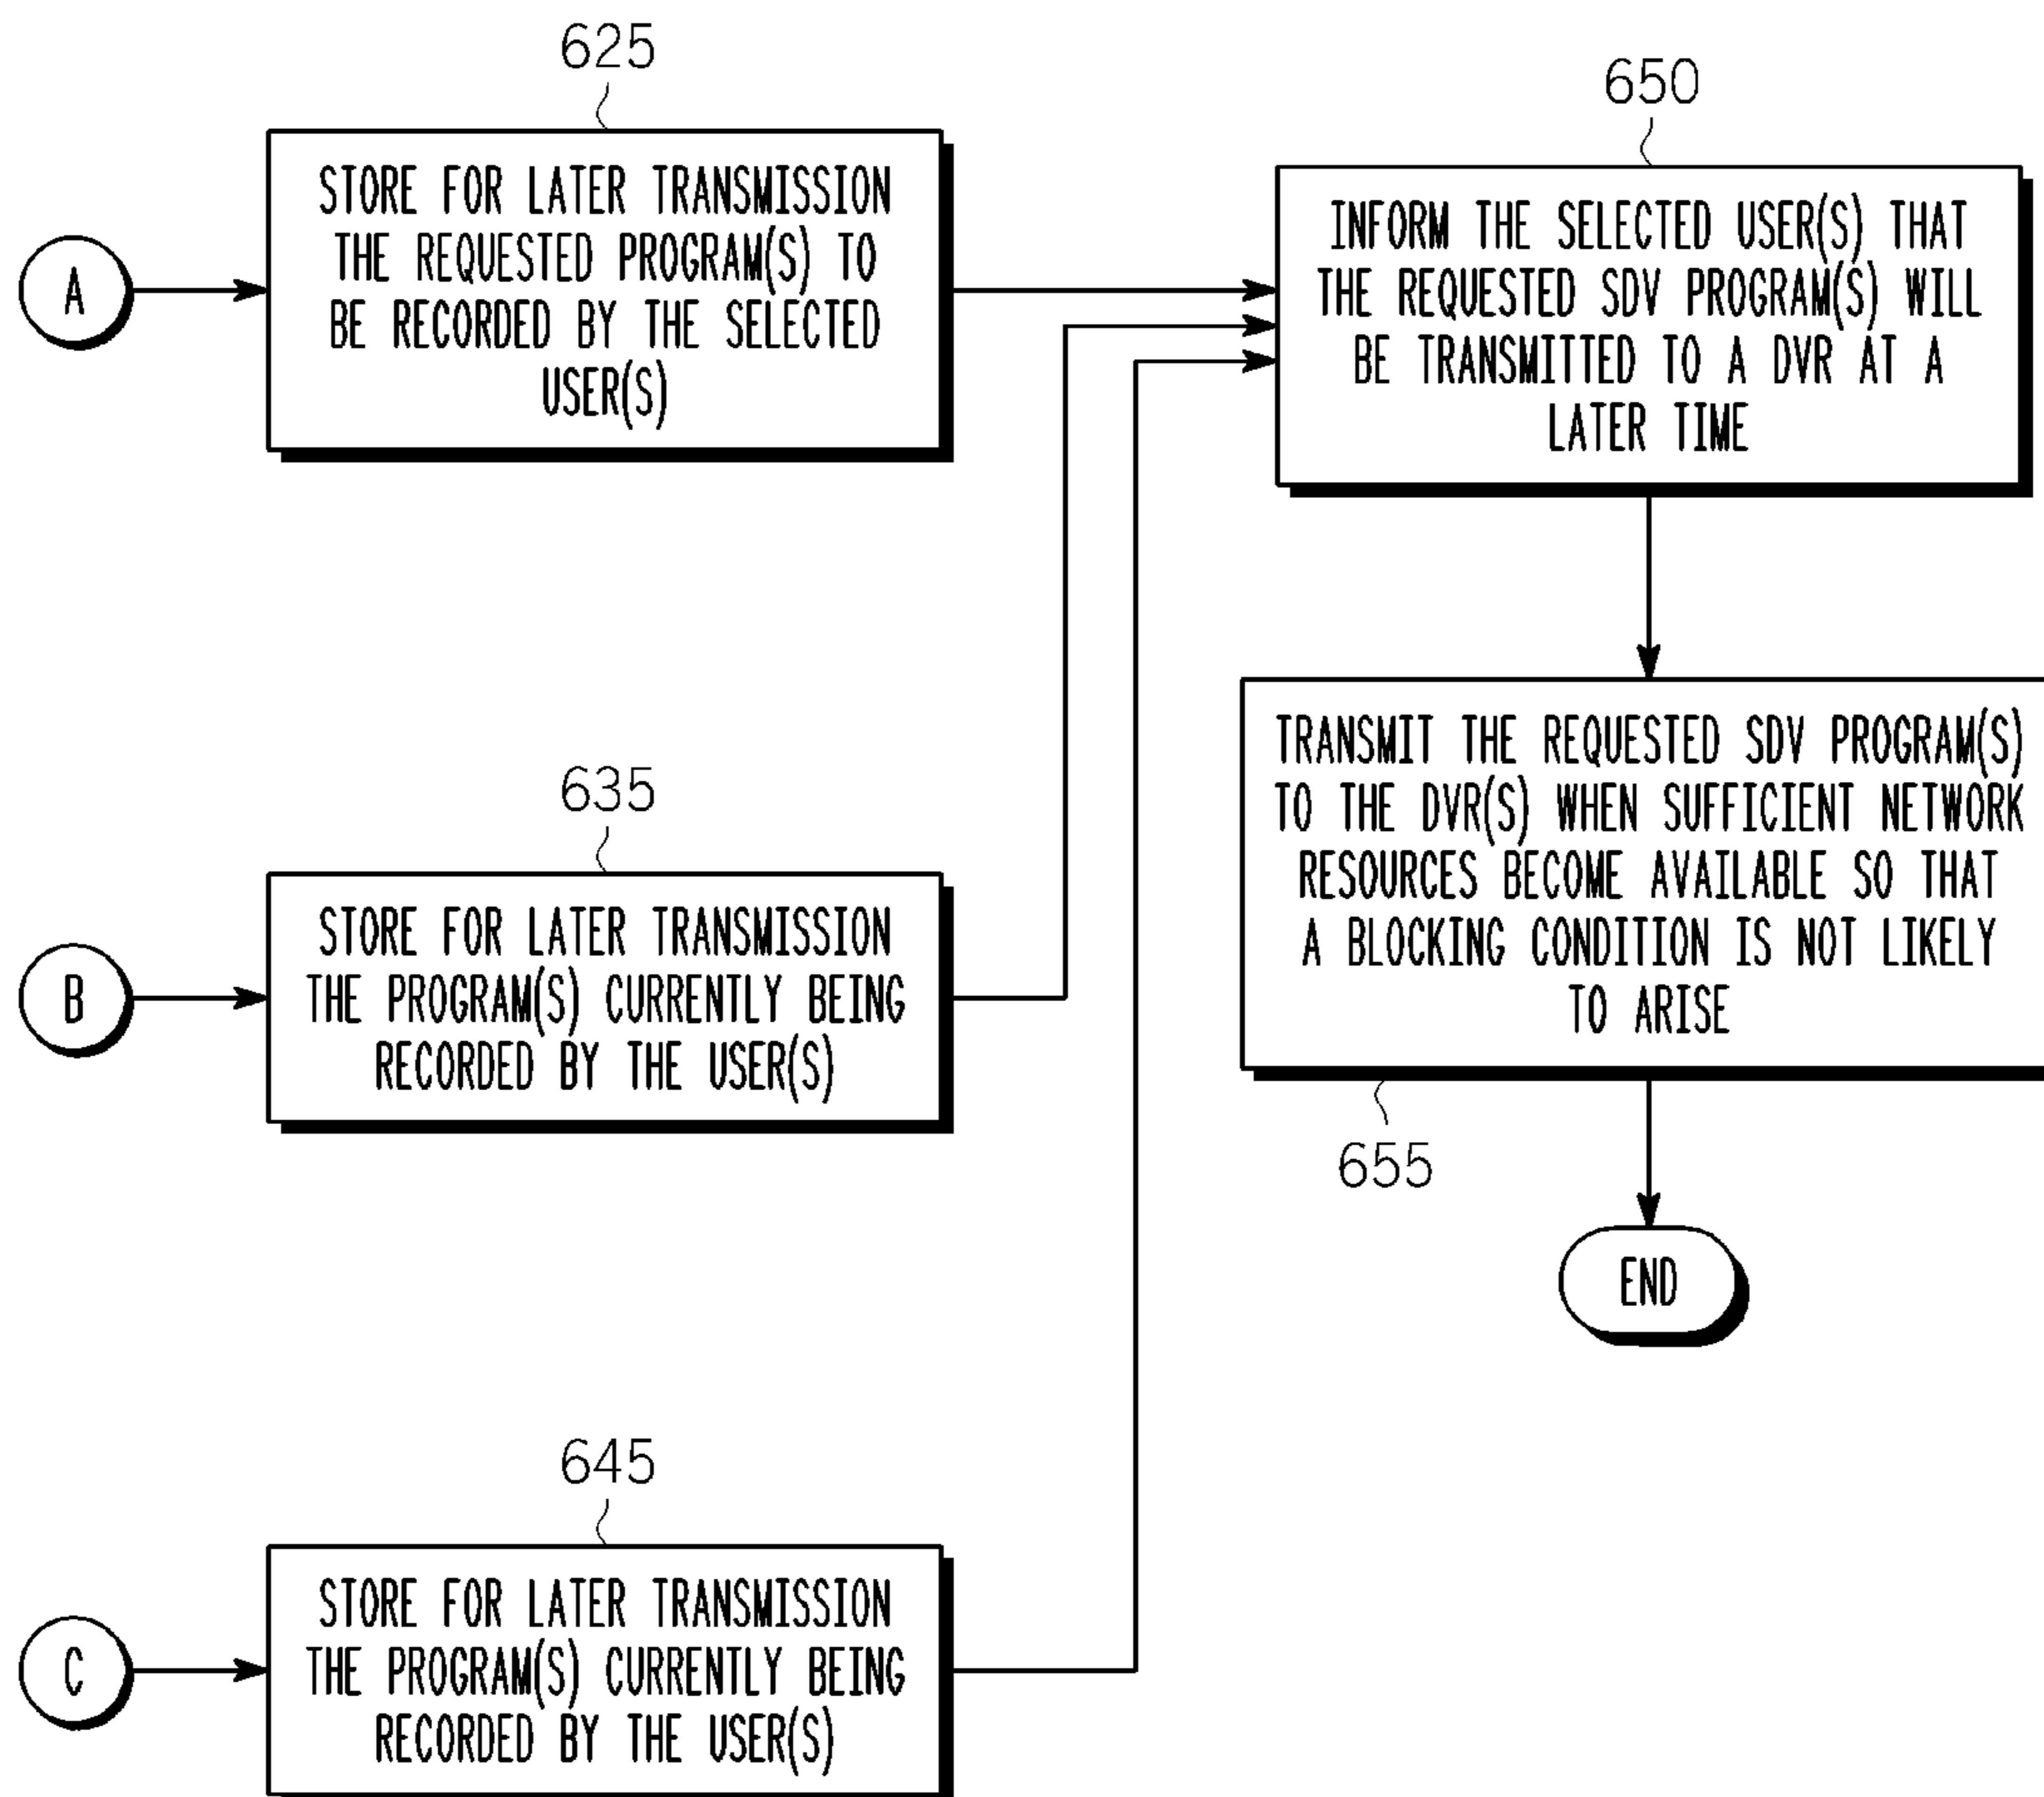 625
A
STORE FOR LATER TRANSMISSION
THE REQUESTED PROGRAM(S) TO
BE RECORDED BY THE SELECTED
USER(S)
650
INFORM THE SELECTED USER(S) THAT
THE REQUESTED SDV PROGRAM(S) WILL
BE TRANSMITTED TO A DVR AT A
LATER TIME
635
B
STORE FOR LATER TRANSMISSION
THE PROGRAM(S) CURRENTLY BEING
RECORDED BY THE USER(S)
TRANSMIT THE REQUESTED SDV PROGRAM(S)
TO THE DVR(S) WHEN SUFFICIENT NETWORK
RESOURCES BECOME AVAILABLE SO THAT
A BLOCKING CONDITION IS NOT LIKELY
TO ARISE
655
END
645
C
STORE FOR LATER TRANSMISSION
THE PROGRAM(S) CURRENTLY BEING
RECORDED BY THE USER(S)